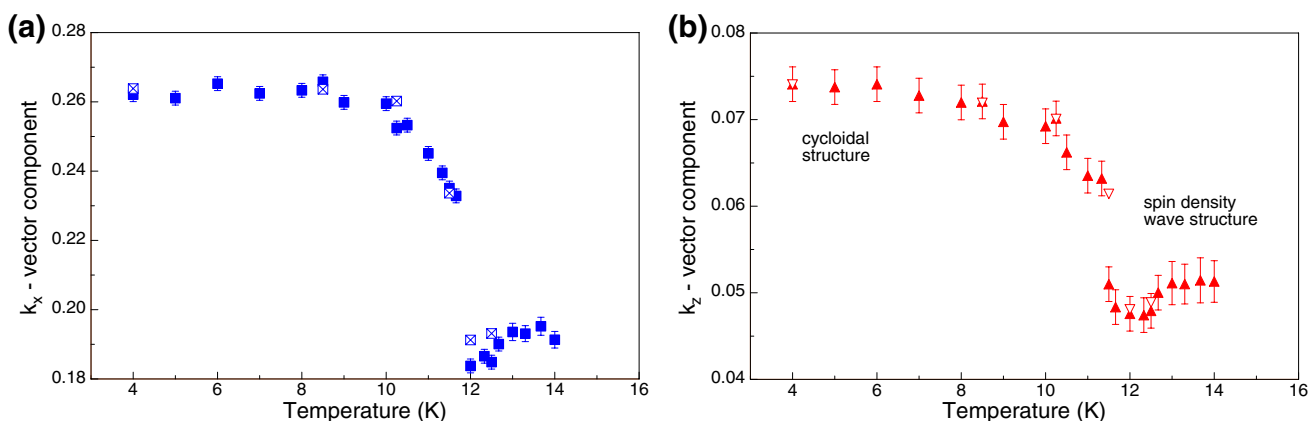 (a)
0.28
0.26
0.24
0.22
0.20
0.18
kx - vector component
4 6 8 10 12 14 16
Temperature (K)
(b)
0.08
0.07
0.06
0.05
0.04
kz - vector component
cycloidal
structure
spin density
wave structure
4 6 8 10 12 14 16
Temperature (K)